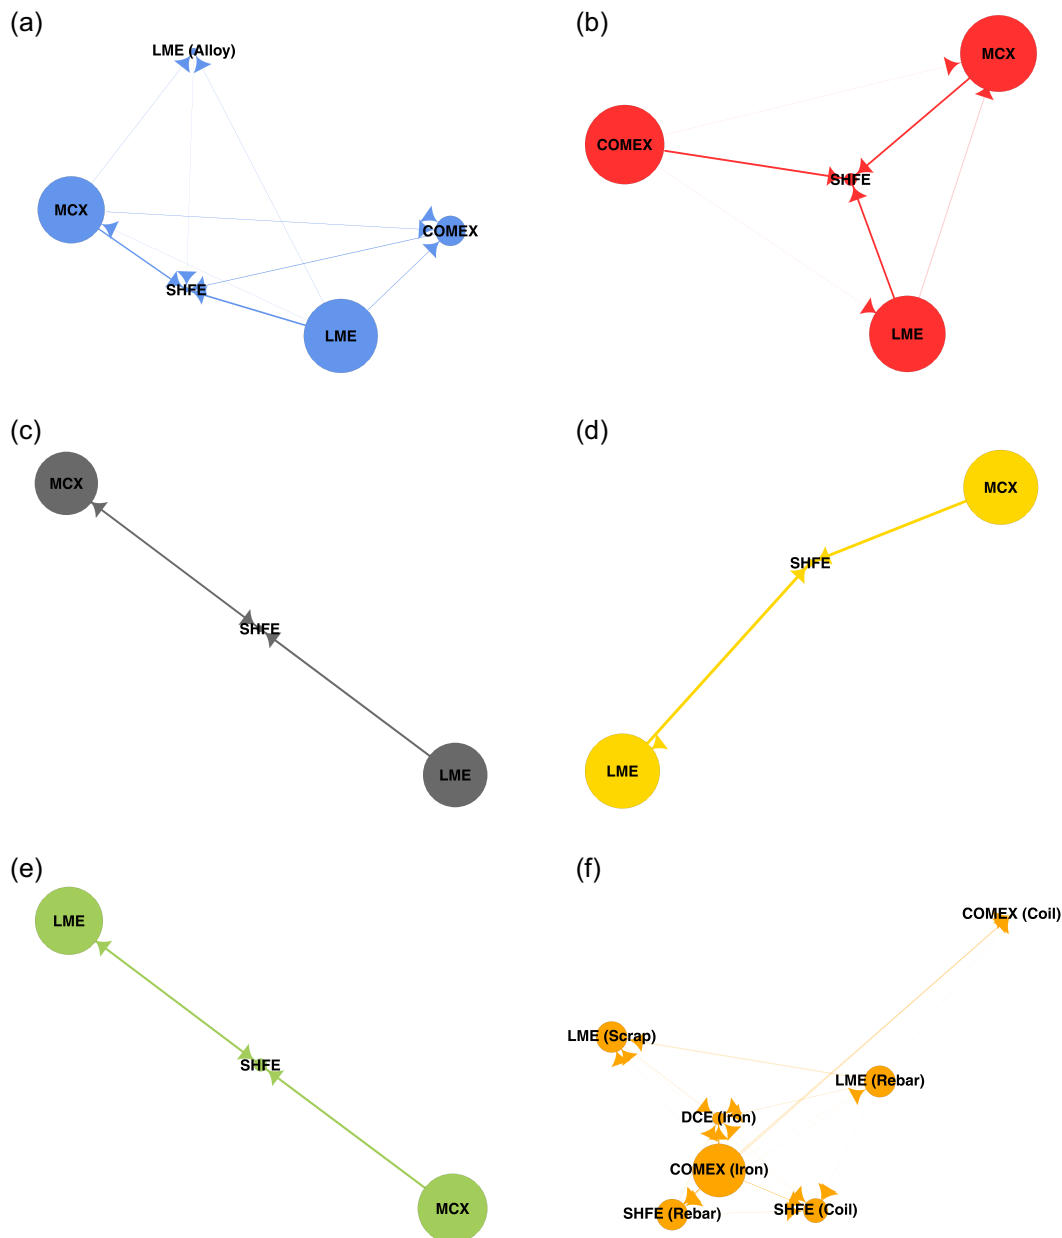 (a)
LME (Alloy)
MCX
COMEX
SHFE
LME
(b)
MCX
COMEX
SHFE
LME
(c)
MCX
SHFE
LME
(d)
MCX
SHFE
LME
(e)
LME
SHFE
MCX
(f)
COMEX (Coil)
LME (Scrap)
LME (Rebar)
DCE (Iron)
COMEX (Iron)
SHFE (Rebar)
SHFE (Coil)